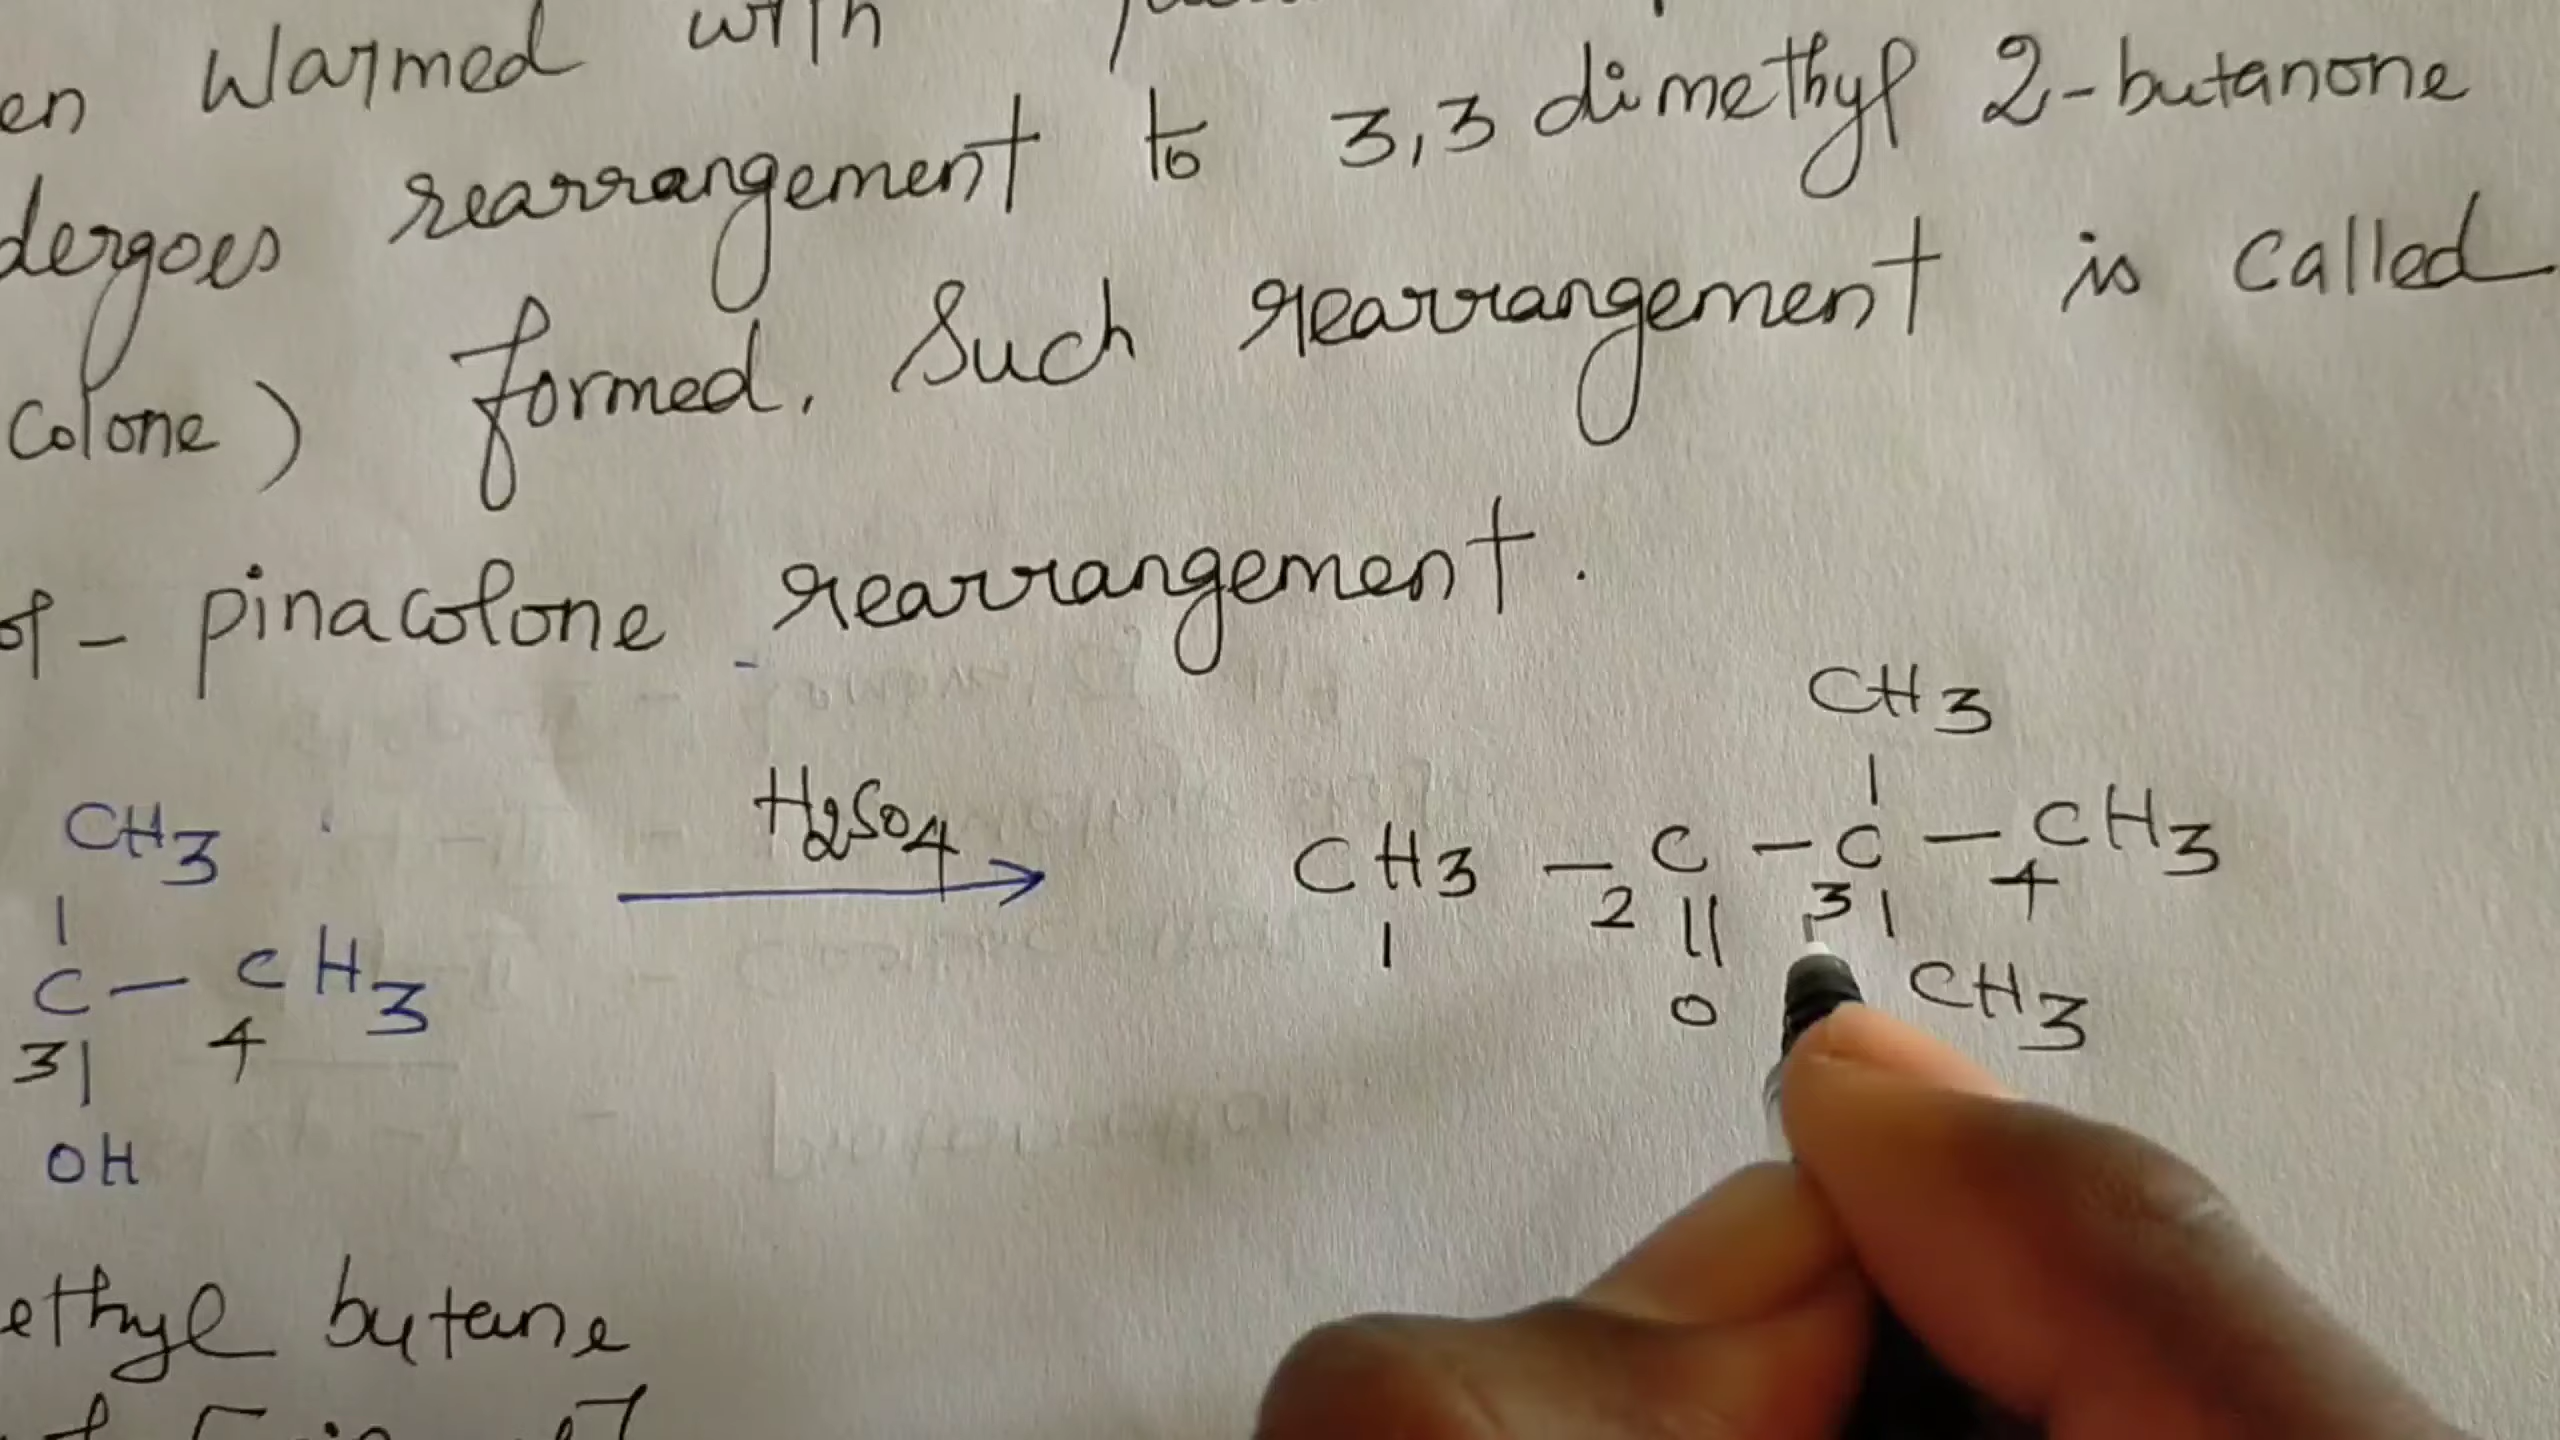 en warmed with
dergoes rearrangement to 3,3 dimethyl 2-butanone
colone) formed. Such rearrangement is called
ol - pinacolone rearrangement.
CH3
CH3
H2SO4
CH3 - C - C - CH3
C - CH3
1 2 3 4
|| |
3 | 4
O CH3
OH
ethyl butane